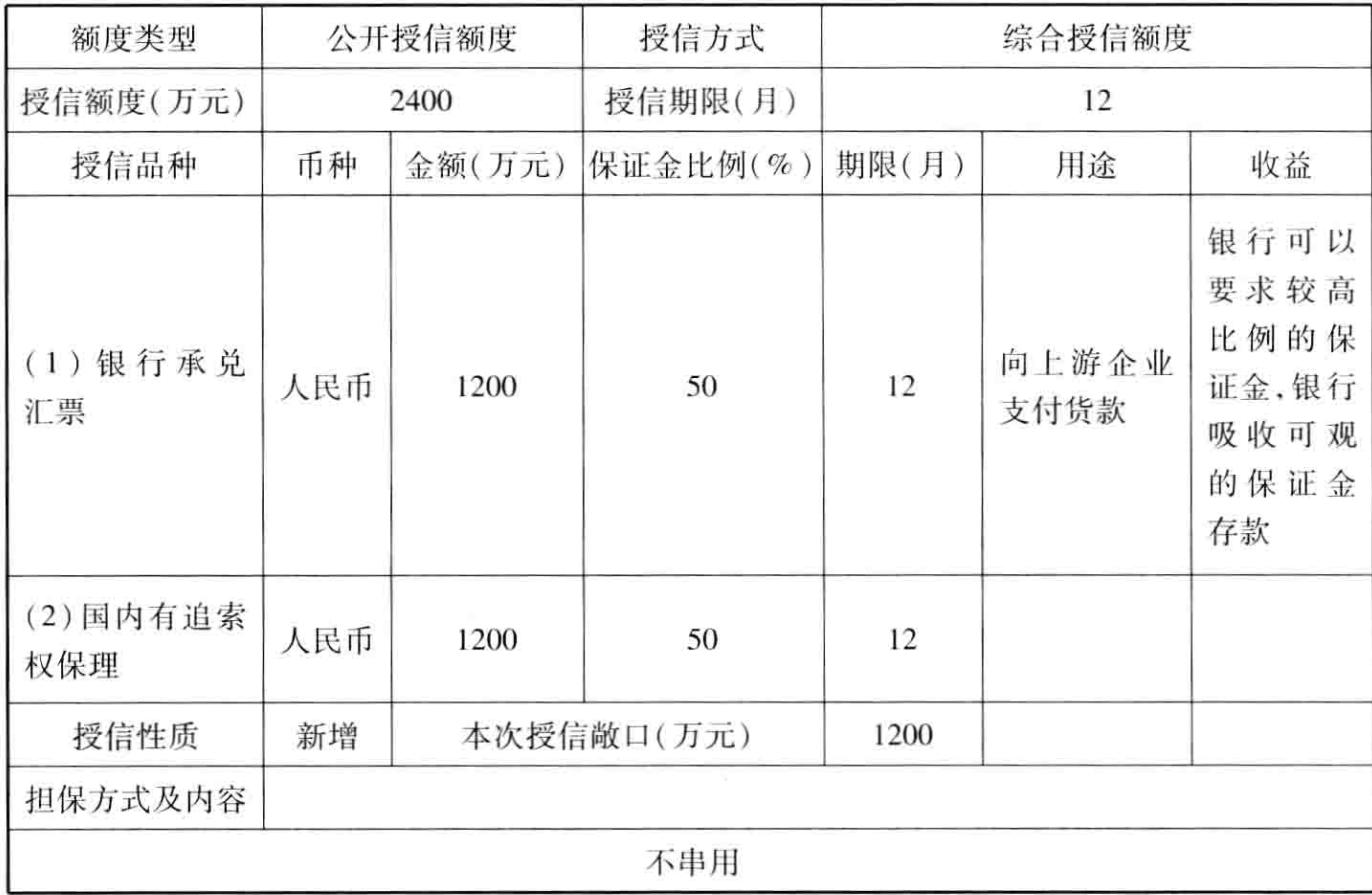 额度类型 公开授信额度 授信方式 综合授信额度
授信额度(万元) 2400 授信期限(月) 12
授信品种 币种 金额(万元) 保证金比例(%) 期限(月) 用途 收益
(1)银行承兑
汇票
人民币
1200
50
12
向上游企业
支付货款
银行可以
要求较高
比例的保
证金,银行
吸收可观
的保证金
存款
(2)国内有追索
权保理
人民币
1200
50
12
授信性质 新增 本次授信敞口(万元) 1200
担保方式及内容
不串用